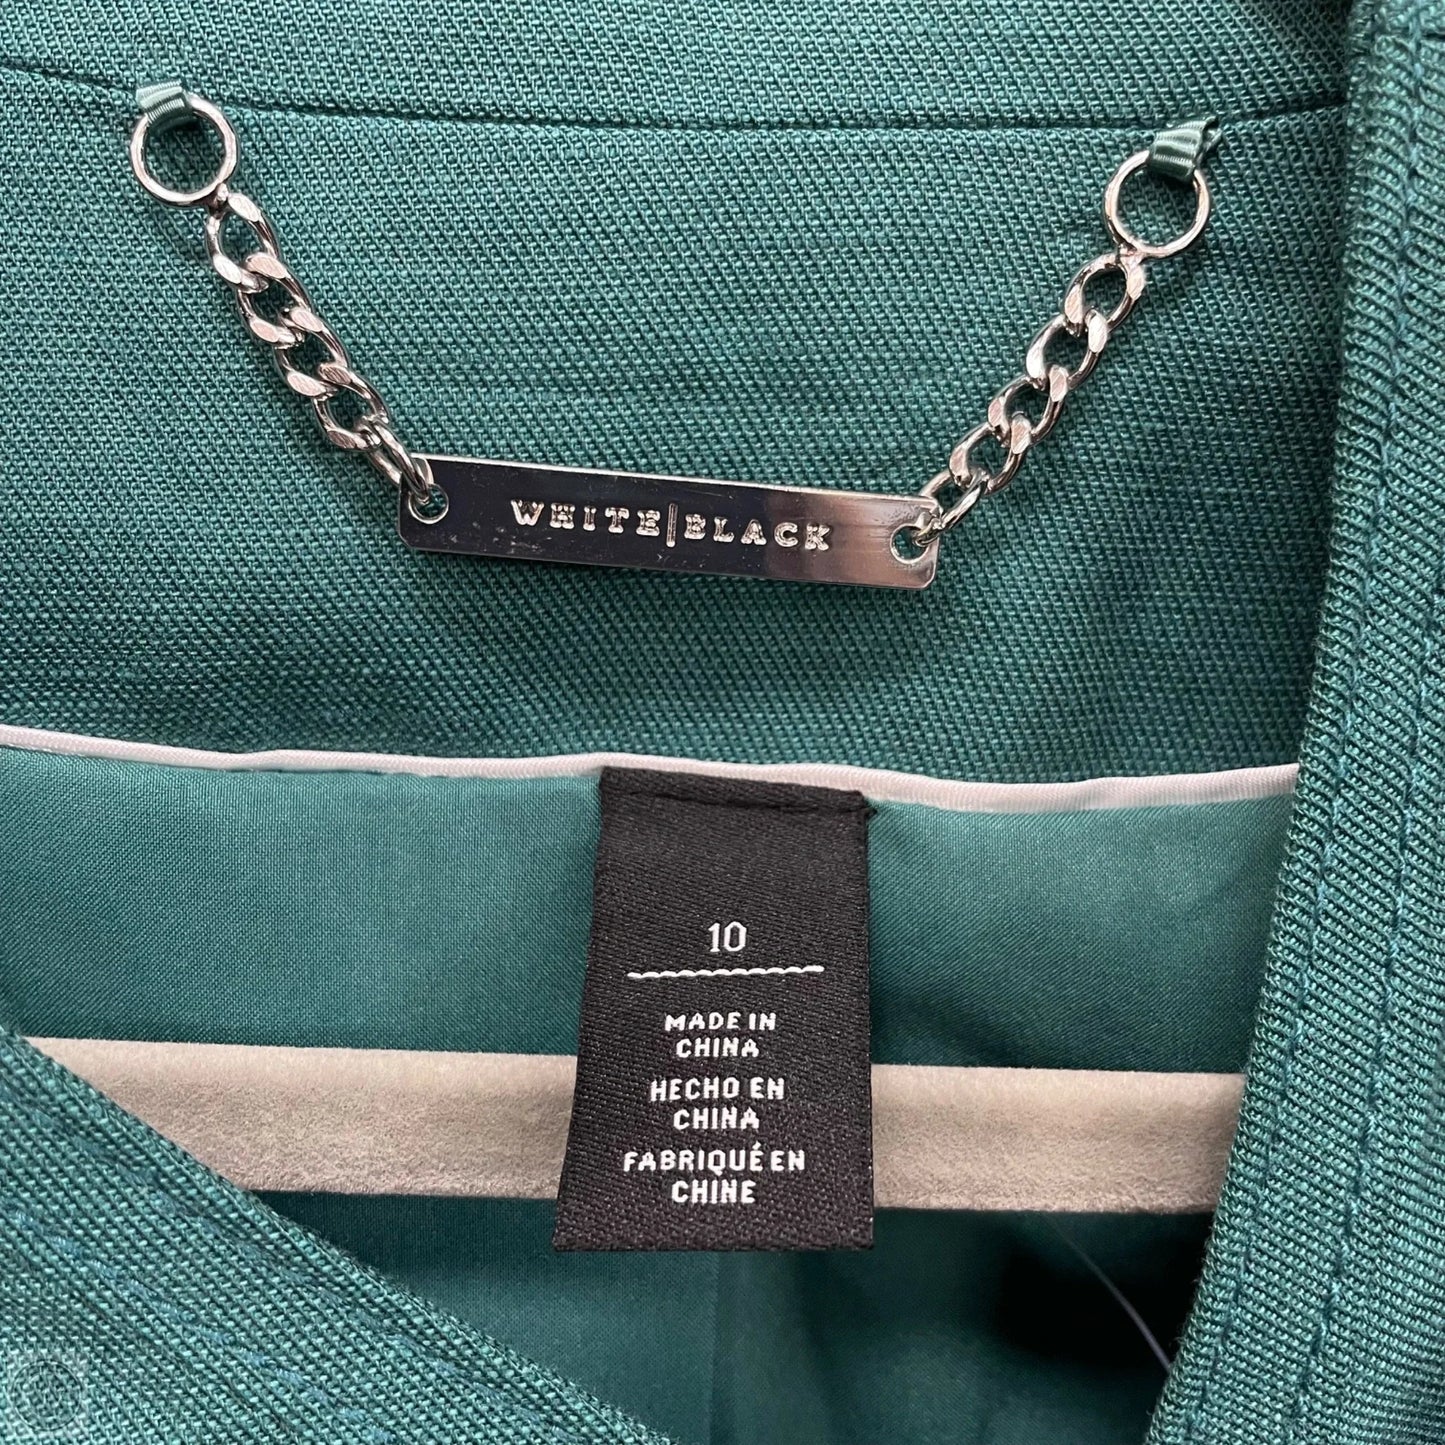 WHITE|BLACK
10
MADE IN
CHINA
HECHO EN
CHINA
FABRIQUÉ EN
CHINE